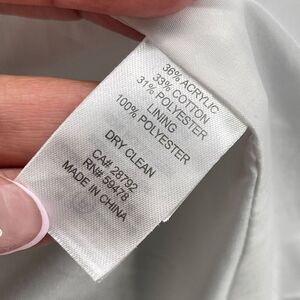 36% ACRYLIC
33% COTTON
31% POLYESTER
LINING
100% POLYESTER
DRY CLEAN
CA# 28792
RN# 59478
MADE IN CHINA